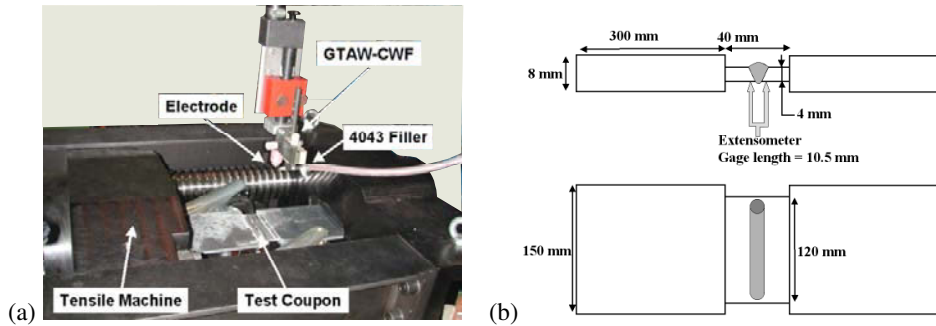 GTAW-CWF
Electrode
4043 Filler
Tensile Machine
Test Coupon
(a)
300 mm
40 mm
8 mm
4 mm
Extensometer
Gage length = 10.5 mm
150 mm
120 mm
(b)